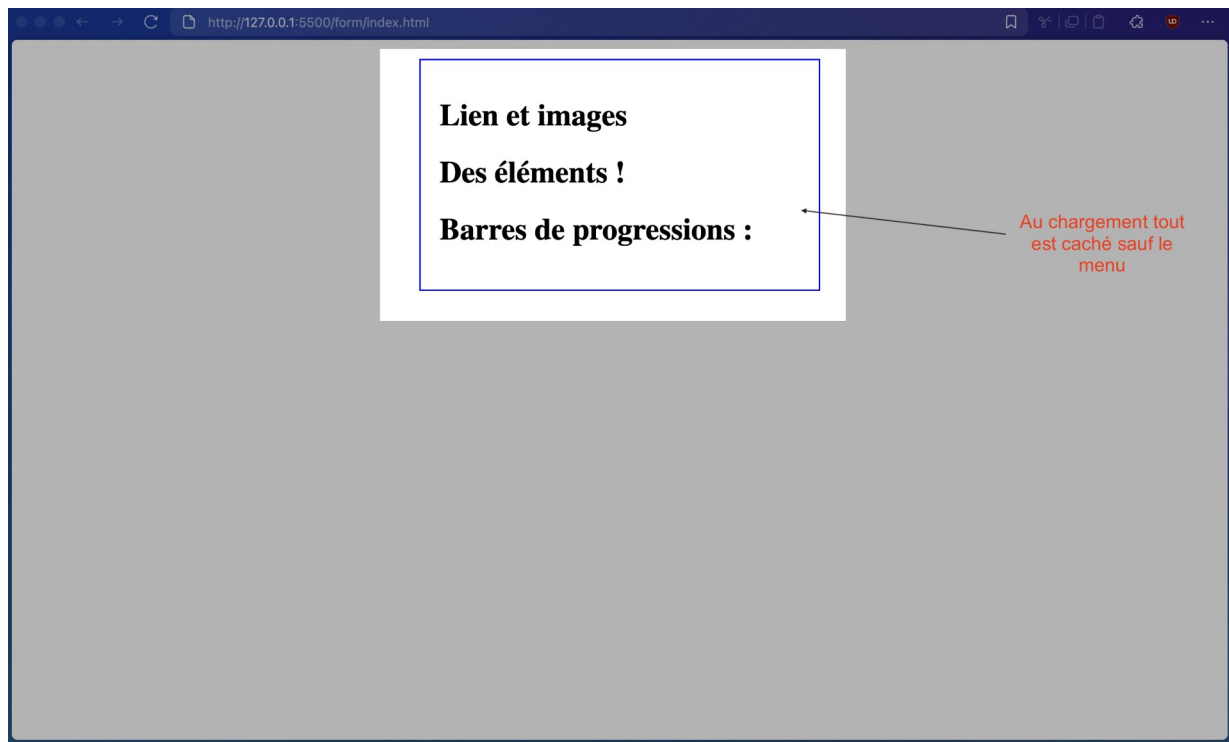 http://127.0.0.1:5500/form/index.html
Lien et images
Des éléments !
Barres de progressions :
Au chargement tout
est caché sauf le
menu